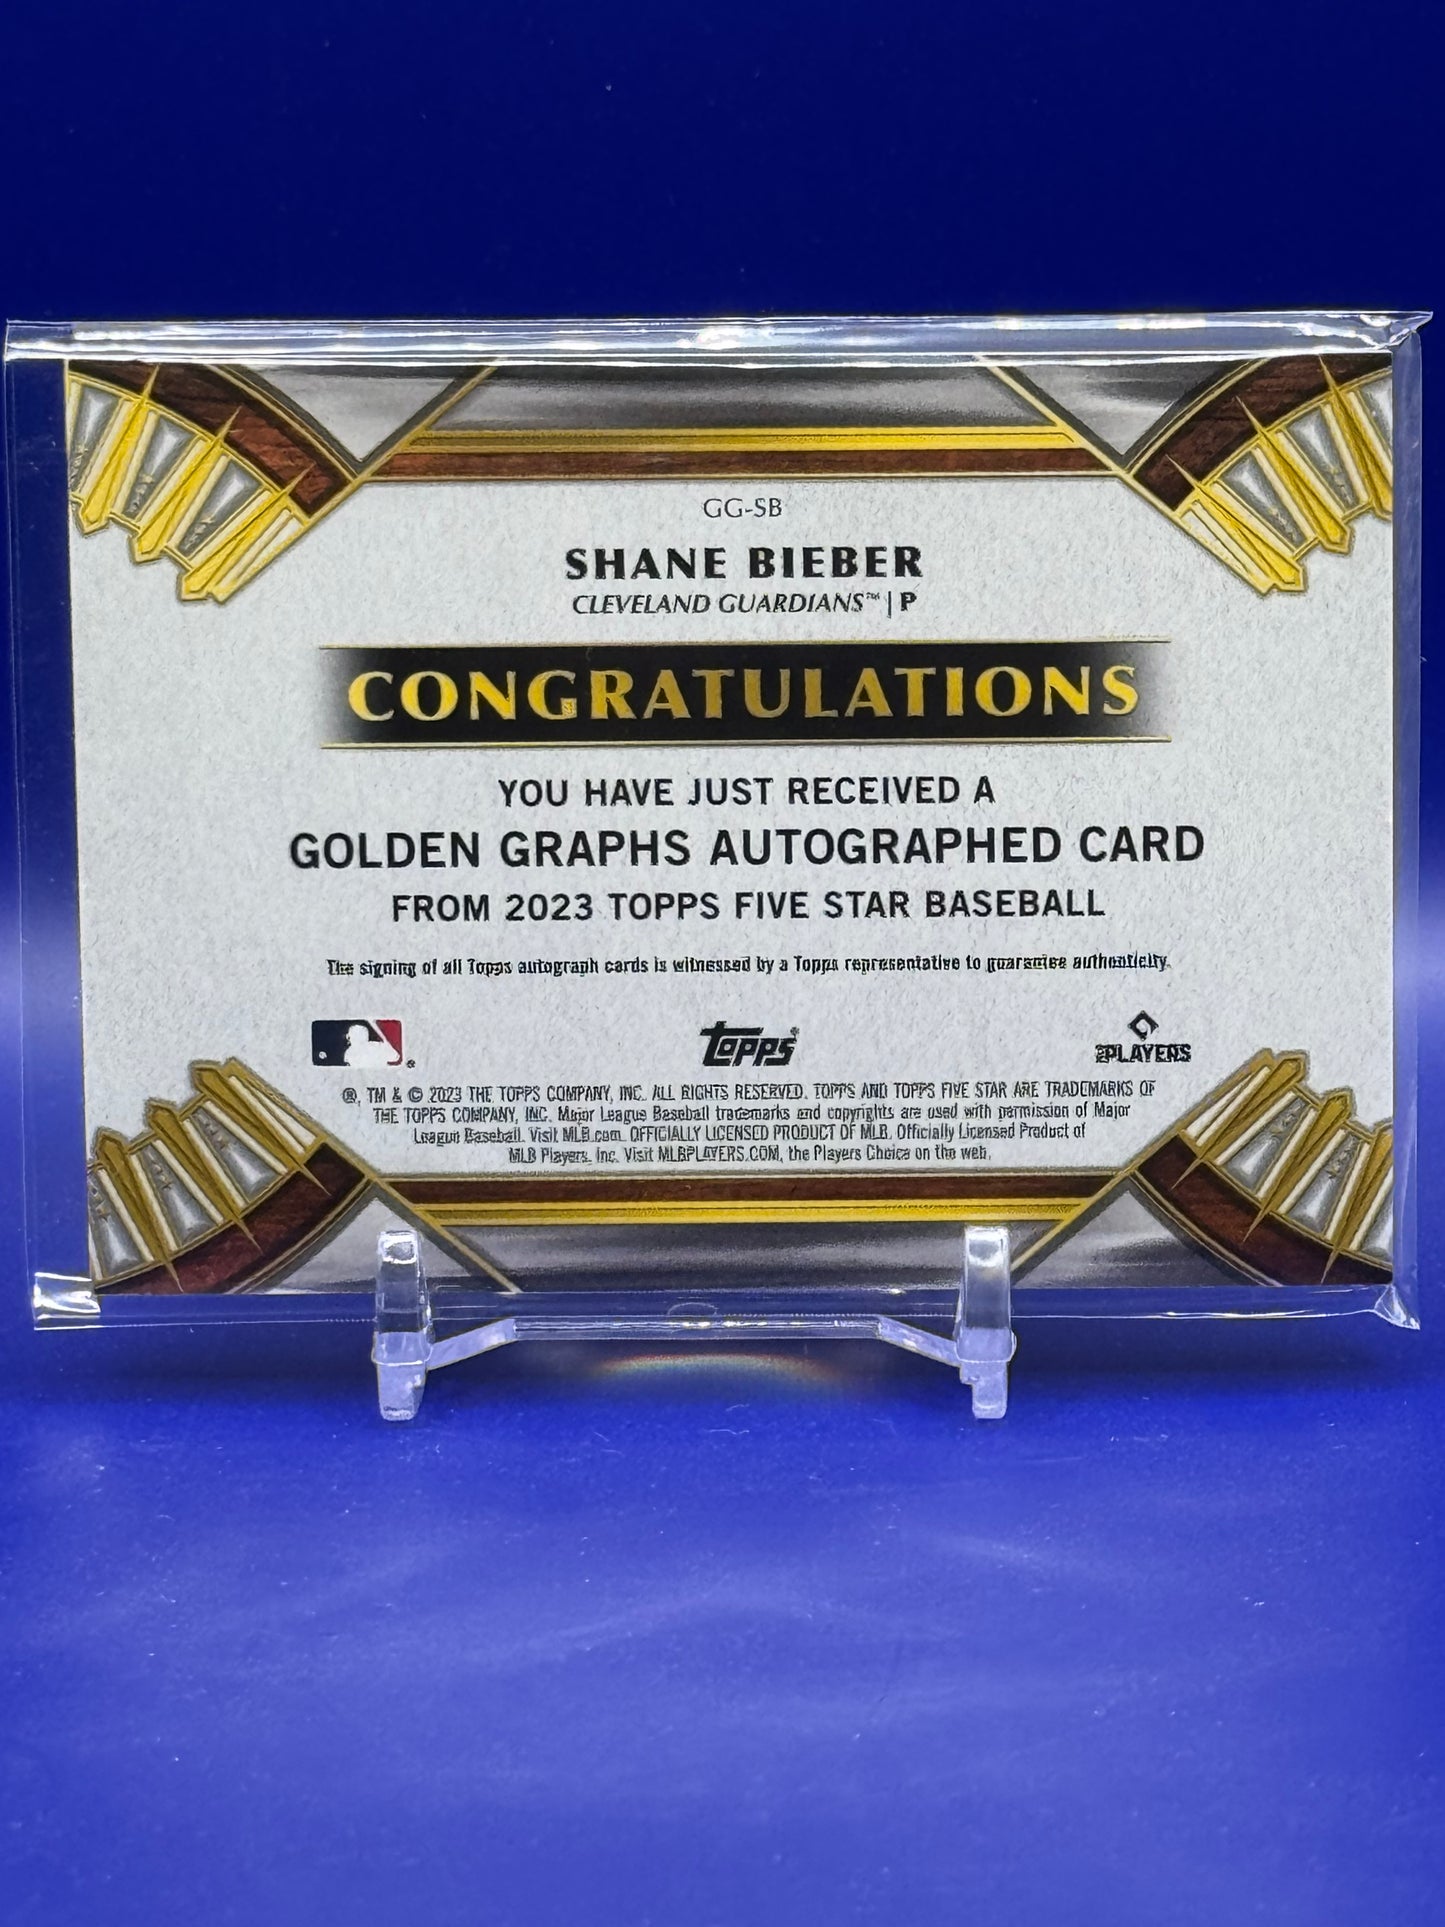 GG-SB
SHANE BIEBER
CLEVELAND GUARDIANS™ | P
CONGRATULATIONS
YOU HAVE JUST RECEIVED A
GOLDEN GRAPHS AUTOGRAPHED CARD
FROM 2023 TOPPS FIVE STAR BASEBALL
The signing of all Topps autograph cards is witnessed by a Topps representative to guarantee authenticity.
Topps®
PLAYERS
®, TM & © 2023 THE TOPPS COMPANY, INC. ALL RIGHTS RESERVED. TOPPS AND TOPPS FIVE STAR ARE TRADEMARKS OF
THE TOPPS COMPANY, INC. Major League Baseball trademarks and copyrights are used with permission of Major
League Baseball. Visit MLB.com. OFFICIALLY LICENSED PRODUCT OF MLB. Officially Licensed Product of
MLB Players, Inc. Visit MLBPLAYERS.COM, the Players Choice on the web.